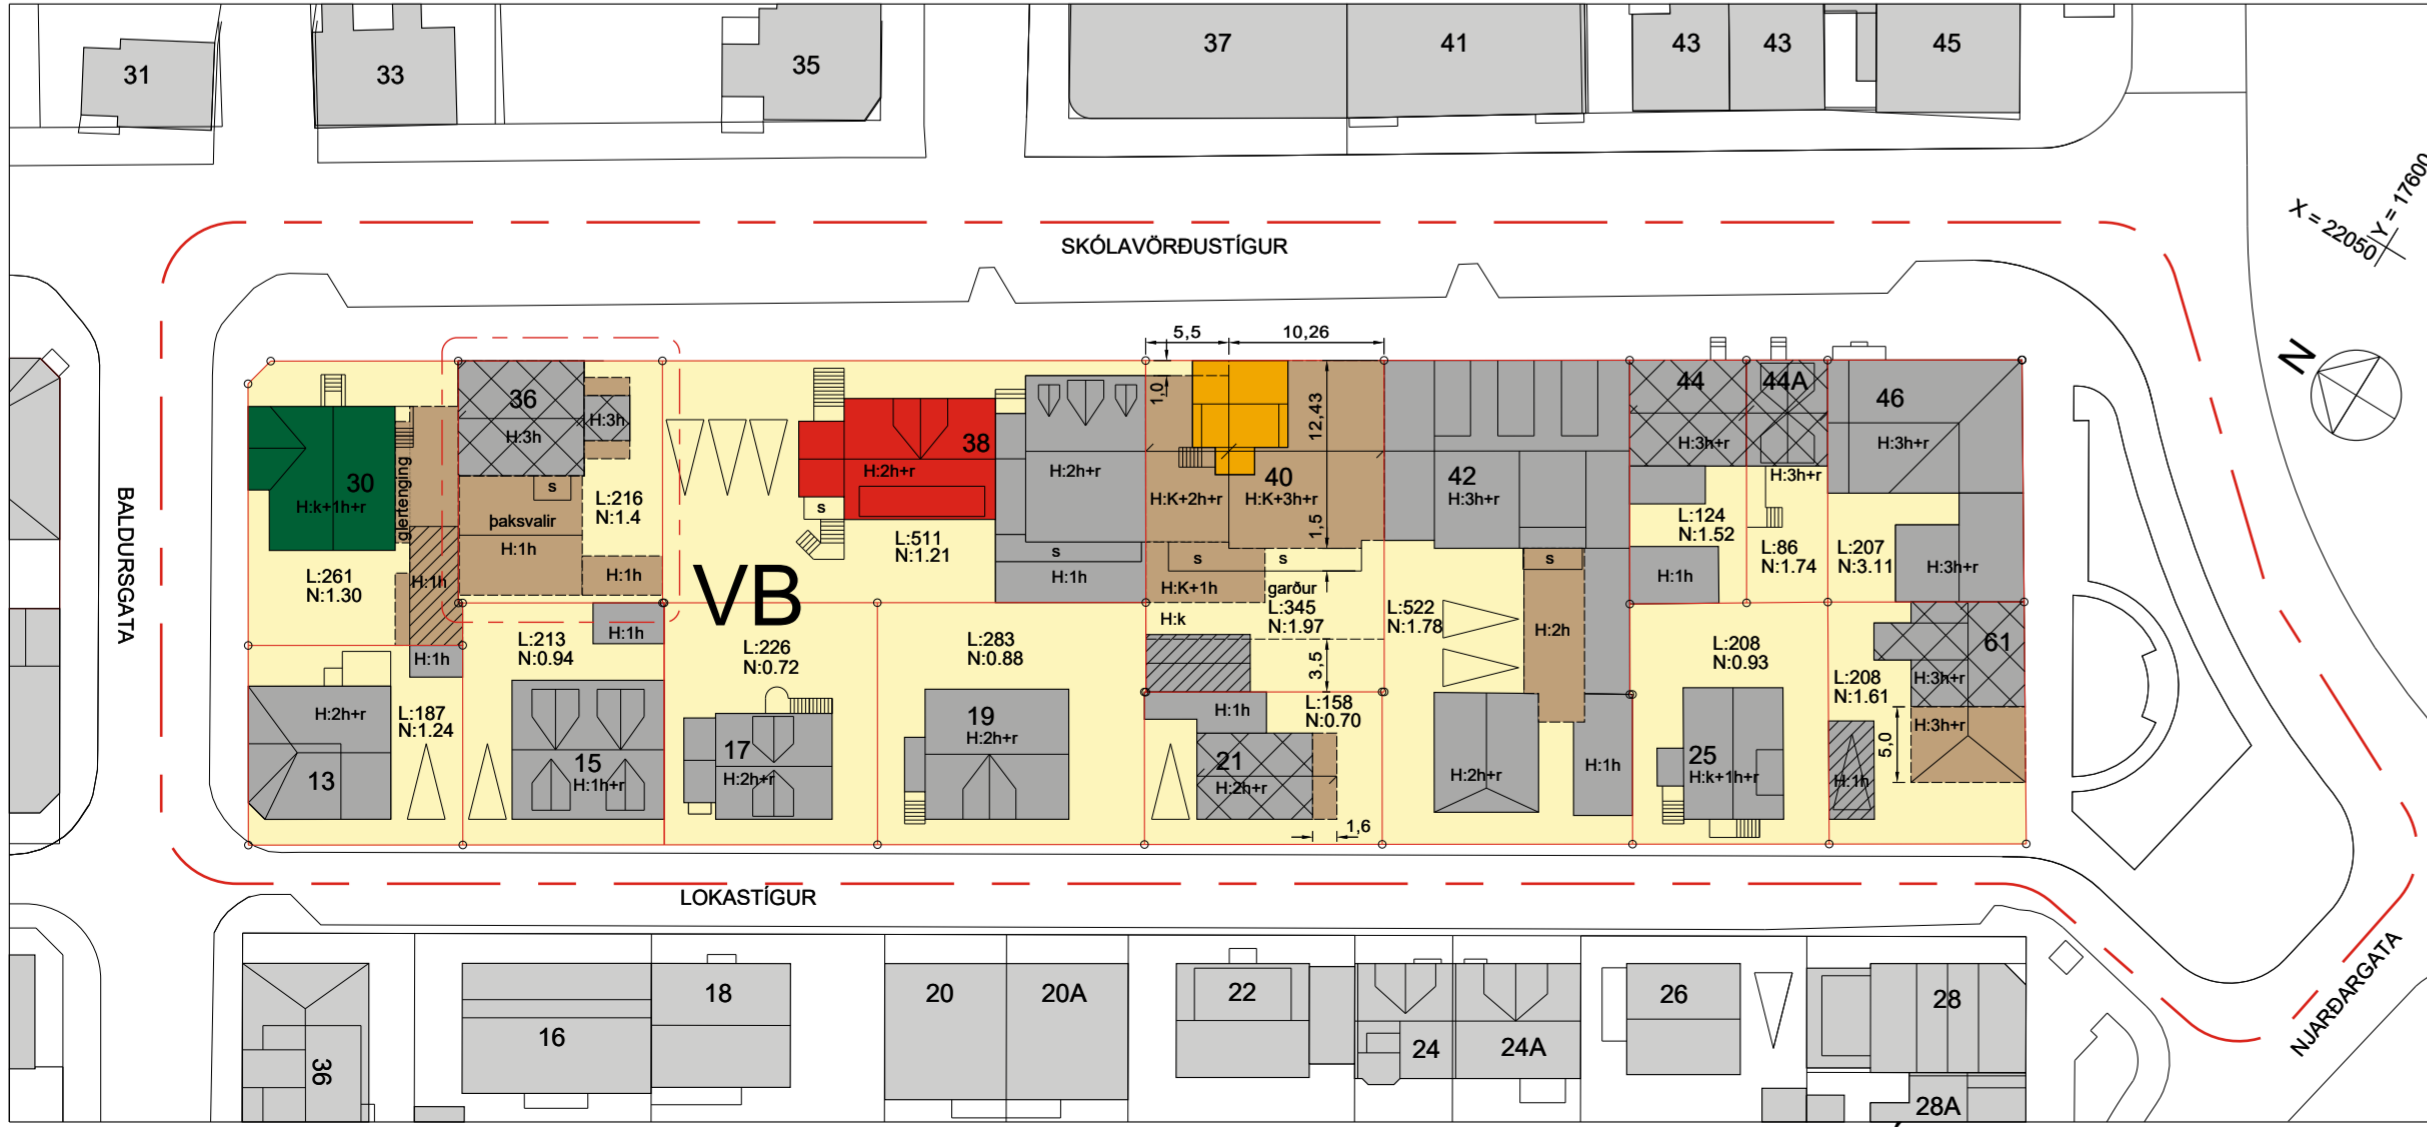 31
33
35
37
41
43
43
45
X = 22050
Y = 17600
SKÓLAVÖRÐUSTÍGUR
N
5,5
10,26
1,0
12,43
30
H:k+1h+r
glertenging
H:1h
L:261
N:1.30
36
H:3h
H:3h
s
þaksvalir
H:1h
H:1h
L:216
N:1.4
38
H:2h+r
s
L:511
N:1.21
H:2h+r
s
H:1h
40
H:K+2h+r
H:K+3h+r
1,5
s
s
H:K+1h
garður
L:345
N:1.97
H:k
3,5
42
H:3h+r
L:522
N:1.78
s
H:2h
44
H:3h+r
44A
H:3h+r
L:124
N:1.52
H:1h
L:86
N:1.74
46
H:3h+r
L:207
N:3.11
H:3h+r
BALDURSGATA
VB
H:1h
L:213
N:0.94
H:1h
L:226
N:0.72
L:283
N:0.88
L:208
N:0.93
L:208
N:1.61
61
H:3h+r
H:3h+r
5,0
H:1h
H:2h+r
13
L:187
N:1.24
15
H:1h+r
17
H:2h+r
19
H:2h+r
H:1h
L:158
N:0.70
21
H:2h+r
1,6
H:2h+r
H:1h
25
H:k+1h+r
LOKASTÍGUR
NJARÐARGATA
36
16
18
20
20A
22
24
24A
26
28
28A